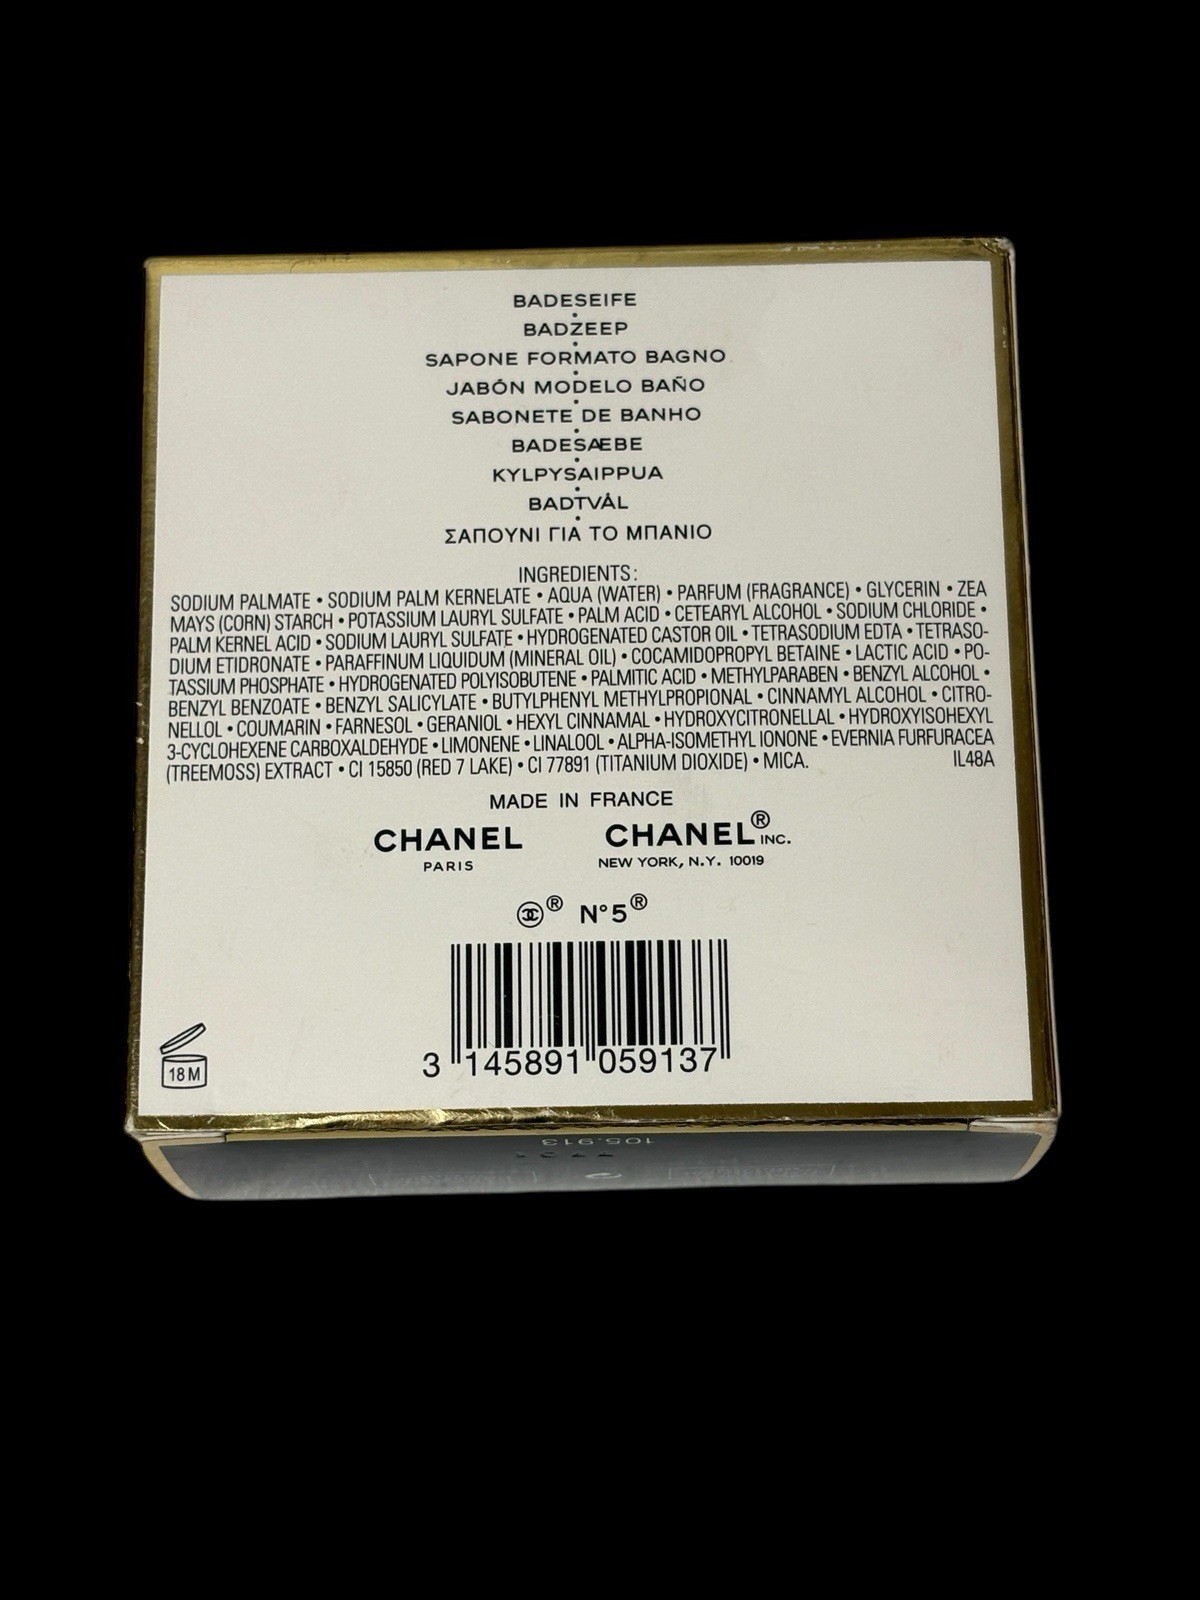 BADESEIFE
•
BADZEEP
•
SAPONE FORMATO BAGNO
•
JABÓN MODELO BAÑO
•
SABONETE DE BANHO
•
BADESÆBE
•
KYLPYSAIPPUA
•
BADTVÅL
•
ΣΑΠΟΥΝΙ ΓΙΑ ΤΟ ΜΠΑΝΙΟ
INGREDIENTS:
SODIUM PALMATE • SODIUM PALM KERNELATE • AQUA (WATER) • PARFUM (FRAGRANCE) • GLYCERIN • ZEA
MAYS (CORN) STARCH • POTASSIUM LAURYL SULFATE • PALM ACID • CETEARYL ALCOHOL • SODIUM CHLORIDE •
PALM KERNEL ACID • SODIUM LAURYL SULFATE • HYDROGENATED CASTOR OIL • TETRASODIUM EDTA • TETRASO-
DIUM ETIDRONATE • PARAFFINUM LIQUIDUM (MINERAL OIL) • COCAMIDOPROPYL BETAINE • LACTIC ACID • PO-
TASSIUM PHOSPHATE • HYDROGENATED POLYISOBUTENE • PALMITIC ACID • METHYLPARABEN • BENZYL ALCOHOL •
BENZYL BENZOATE • BENZYL SALICYLATE • BUTYLPHENYL METHYLPROPIONAL • CINNAMYL ALCOHOL • CITRO-
NELLOL • COUMARIN • FARNESOL • GERANIOL • HEXYL CINNAMAL • HYDROXYCITRONELLAL • HYDROXYISOHEXYL
3-CYCLOHEXENE CARBOXALDEHYDE • LIMONENE • LINALOOL • ALPHA-ISOMETHYL IONONE • EVERNIA FURFURACEA
(TREEMOSS) EXTRACT • CI 15850 (RED 7 LAKE) • CI 77891 (TITANIUM DIOXIDE) • MICA. IL48A
MADE IN FRANCE
CHANEL CHANEL® INC.
PARIS NEW YORK, N.Y. 10019
® N°5®
18 M
3 145891 059137
105.913